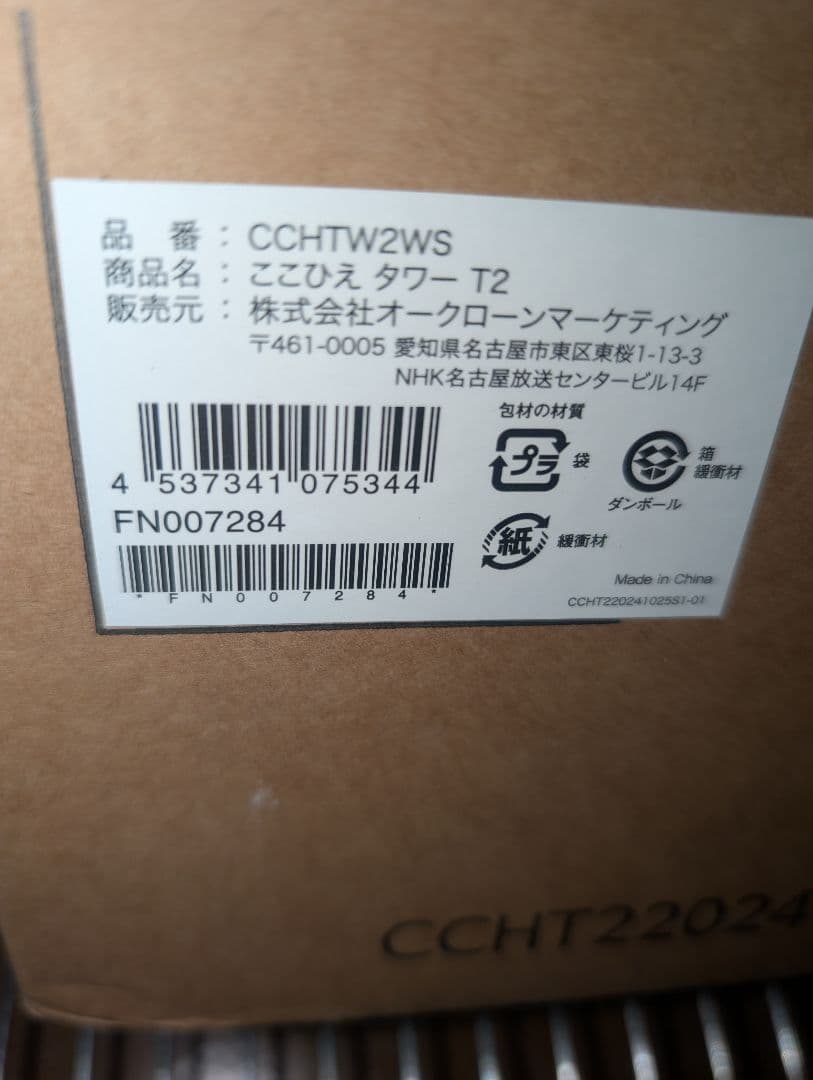 品　番：CCHTW2WS
商品名：ここひえ タワー T2
販売元：株式会社オークローンマーケティング
〒461-0005 愛知県名古屋市東区東桜1-13-3
NHK名古屋放送センタービル14F
包材の材質
プラ 袋
箱
緩衝材
ダンボール
紙 緩衝材
4 537341 075344
FN007284
*FN007284*
Made in China
CCHT220241025S1-01
CCHT22024